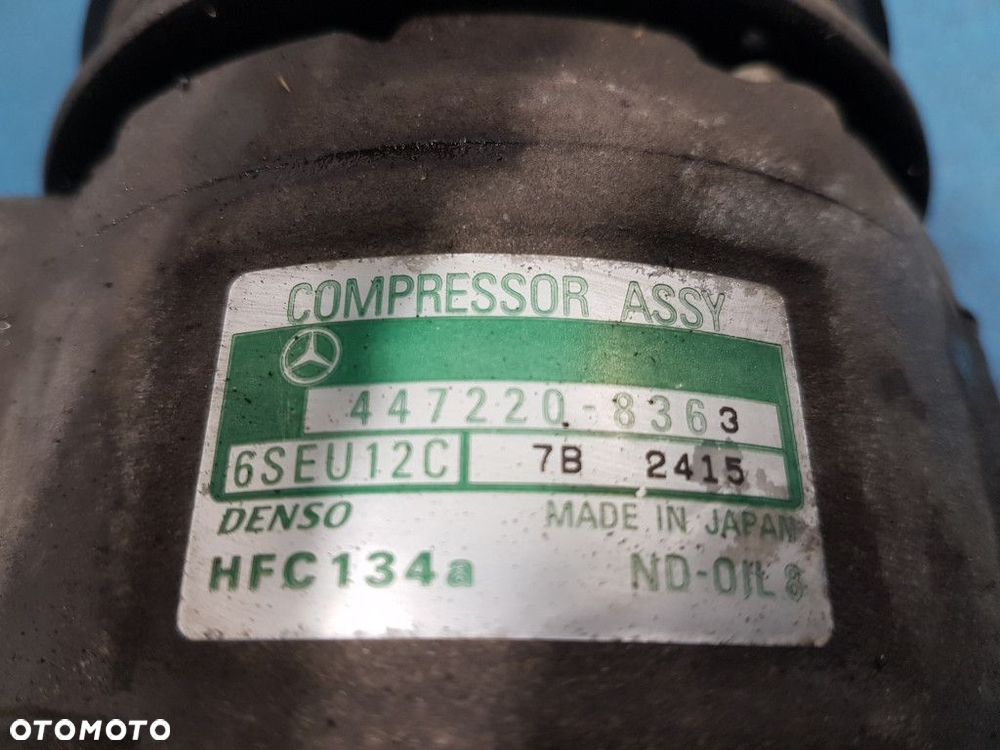 COMPRESSOR ASSY
447220-8363
6SEU12C 7B 2415
DENSO MADE IN JAPAN
HFC134a ND-OIL 8
OTOMOTO